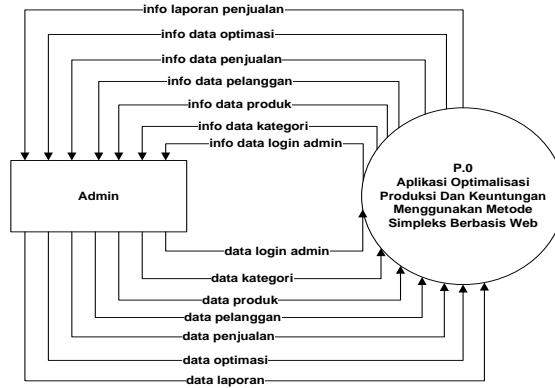 info laporan penjualan
info data optimasi
info data penjualan
info data pelanggan
info data produk
info data kategori
info data login admin
Admin
P.0
Aplikasi Optimalisasi
Produksi Dan Keuntungan
Menggunakan Metode
Simpleks Berbasis Web
data login admin
data kategori
data produk
data pelanggan
data penjualan
data optimasi
data laporan